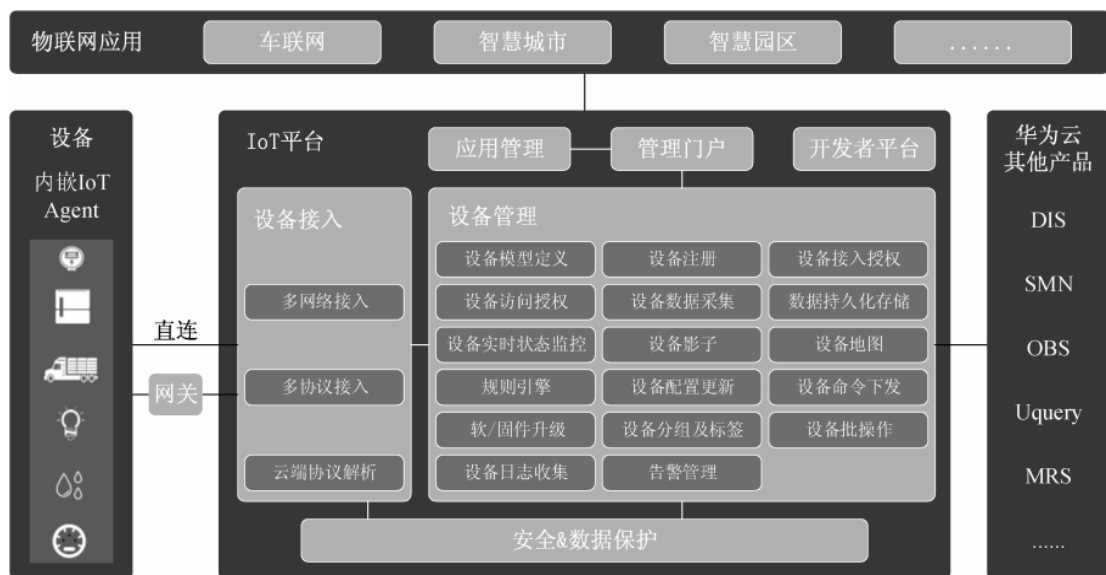 物联网应用
车联网
智慧城市
智慧园区
......
设备
内嵌IoT
Agent
直连
网关
IoT平台
应用管理
管理门户
开发者平台
设备接入
多网络接入
多协议接入
云端协议解析
设备管理
设备模型定义
设备注册
设备接入授权
设备访问授权
设备数据采集
数据持久化存储
设备实时状态监控
设备影子
设备地图
规则引擎
设备配置更新
设备命令下发
软/固件升级
设备分组及标签
设备批操作
设备日志收集
告警管理
安全&数据保护
华为云
其他产品
DIS
SMN
OBS
Uquery
MRS
......